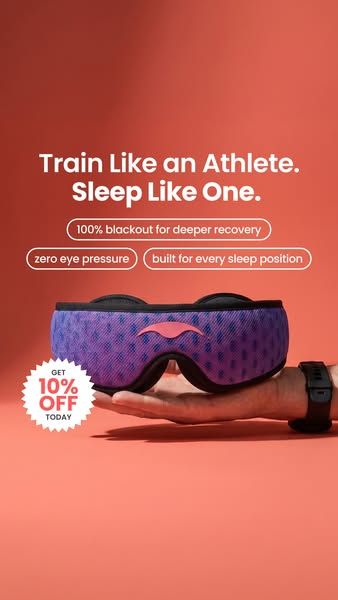 Train Like an Athlete.
Sleep Like One.
100% blackout for deeper recovery
zero eye pressure
built for every sleep position
GET
10%
OFF
TODAY